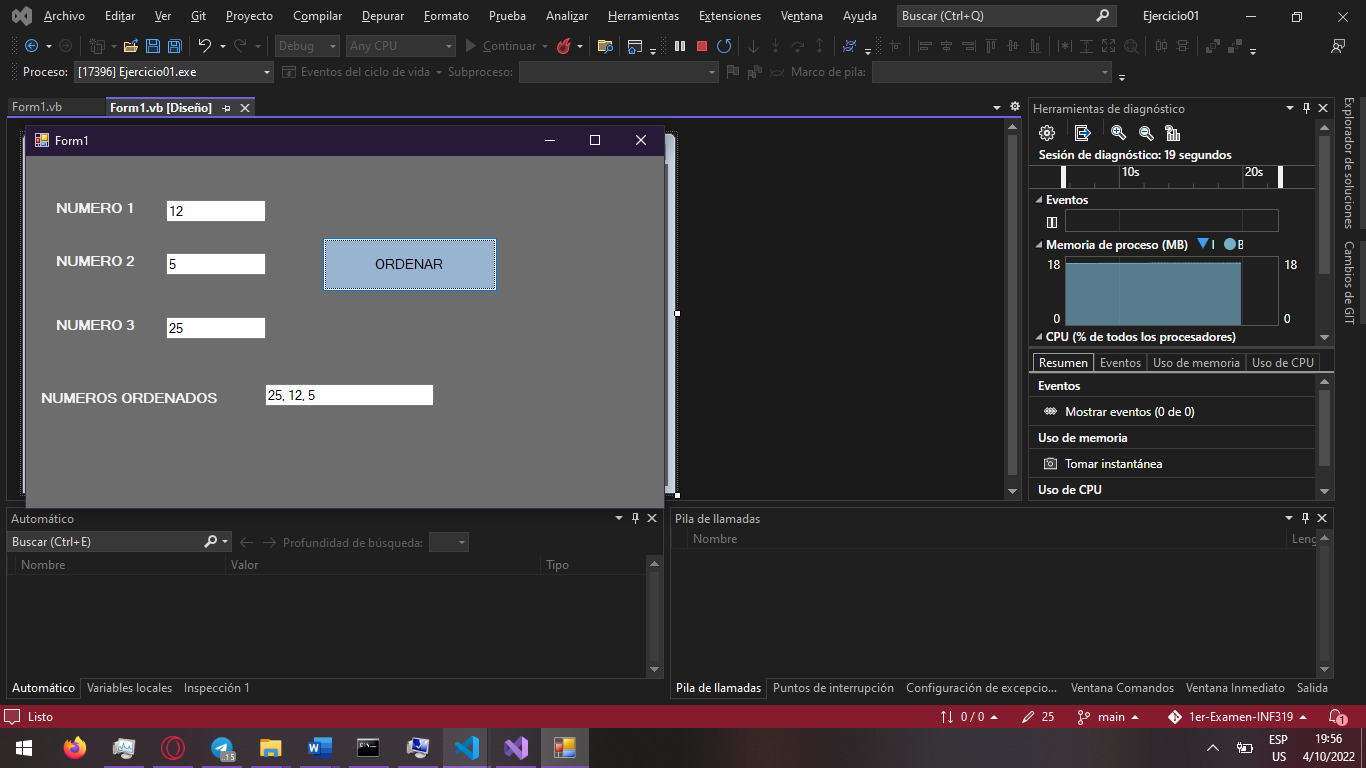 Archivo Editar Ver Git Proyecto Compilar Depurar Formato Prueba Analizar Herramientas Extensiones Ventana Ayuda Buscar (Ctrl+Q) Ejercicio01
Debug Any CPU Continuar
Proceso: [17396] Ejercicio01.exe Eventos del ciclo de vida Subproceso: Marco de pila:
Form1.vb Form1.vb [Diseño]
Form1
NUMERO 1 12
NUMERO 2 5
ORDENAR
NUMERO 3 25
NUMEROS ORDENADOS 25, 12, 5
Herramientas de diagnóstico
Sesión de diagnóstico: 19 segundos
10s 20s
Eventos
Memoria de proceso (MB) I B
18 18
0 0
CPU (% de todos los procesadores)
Resumen Eventos Uso de memoria Uso de CPU
Eventos
Mostrar eventos (0 de 0)
Uso de memoria
Tomar instantánea
Uso de CPU
Explorador de soluciones
Cambios de GIT
Automático
Buscar (Ctrl+E) Profundidad de búsqueda:
Nombre Valor Tipo
Automático Variables locales Inspección 1
Pila de llamadas
Nombre Leng
Pila de llamadas Puntos de interrupción Configuración de excepcio... Ventana Comandos Ventana Inmediato Salida
Listo 0 / 0 25 main 1er-Examen-INF319 1
15
ESP 19:56
US 4/10/2022